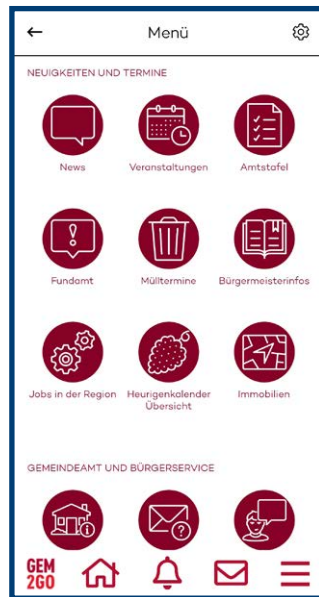 Menü
NEUIGKEITEN UND TERMINE
News
Veranstaltungen
Amtstafel
Fundamt
Mülltermine
Bürgermeisterinfos
Jobs in der Region
Heurigenkalender
Übersicht
Immobilien
GEMEINDEAMT UND BÜRGERSERVICE
GEM
2GO